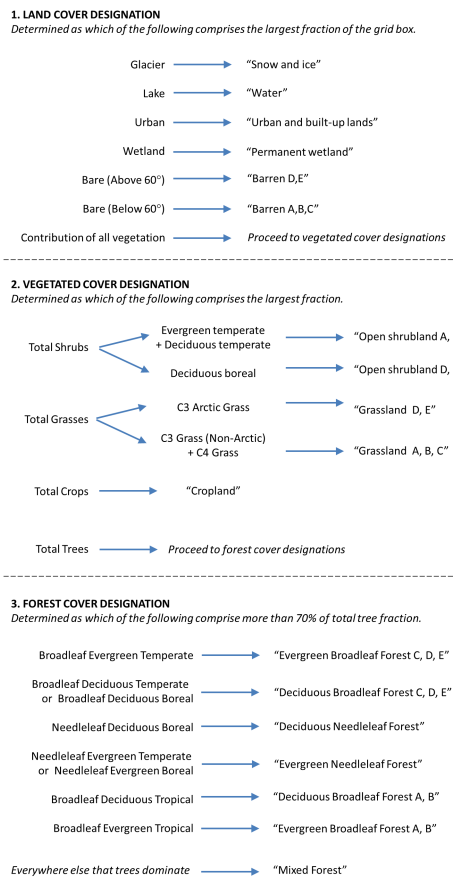 1. LAND COVER DESIGNATION
Determined as which of the following comprises the largest fraction of the grid box.
Glacier "Snow and ice"
Lake "Water"
Urban "Urban and built-up lands"
Wetland "Permanent wetland"
Bare (Above 60°) "Barren D,E"
Bare (Below 60°) "Barren A,B,C"
Contribution of all vegetation Proceed to vegetated cover designations
2. VEGETATED COVER DESIGNATION
Determined as which of the following comprises the largest fraction.
Total Shrubs
Evergreen temperate
+ Deciduous temperate
"Open shrubland A,
Deciduous boreal
"Open shrubland D,
Total Grasses
C3 Arctic Grass
"Grassland D, E"
C3 Grass (Non-Arctic)
+ C4 Grass
"Grassland A, B, C"
Total Crops "Cropland"
Total Trees Proceed to forest cover designations
3. FOREST COVER DESIGNATION
Determined as which of the following comprise more than 70% of total tree fraction.
Broadleaf Evergreen Temperate "Evergreen Broadleaf Forest C, D, E"
Broadleaf Deciduous Temperate
or Broadleaf Deciduous Boreal
"Deciduous Broadleaf Forest C, D, E"
Needleleaf Deciduous Boreal "Deciduous Needleleaf Forest"
Needleleaf Evergreen Temperate
or Needleleaf Evergreen Boreal
"Evergreen Needleleaf Forest"
Broadleaf Deciduous Tropical "Deciduous Broadleaf Forest A, B"
Broadleaf Evergreen Tropical "Evergreen Broadleaf Forest A, B"
Everywhere else that trees dominate "Mixed Forest"